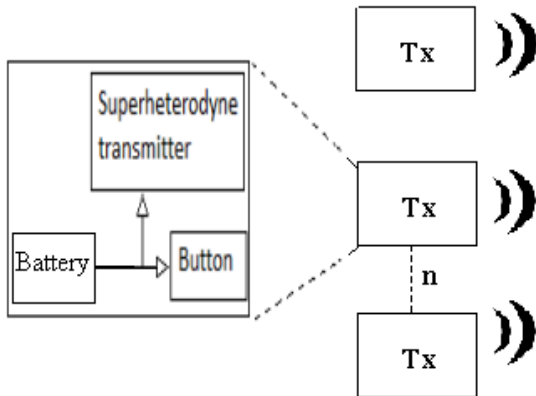 Tx
Superheterodyne
transmitter
Tx
Battery
Button
n
Tx